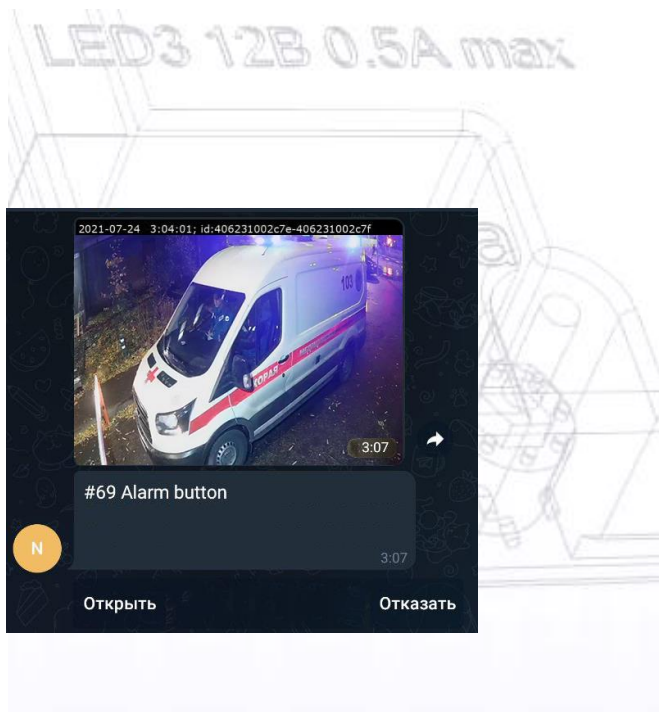 LED3 12В 0.5A max
2021-07-24 3:04:01; id:406231002c7e-406231002c7f
103
КОРАЯ
3:07
#69 Alarm button
N
3:07
Открыть
Отказать